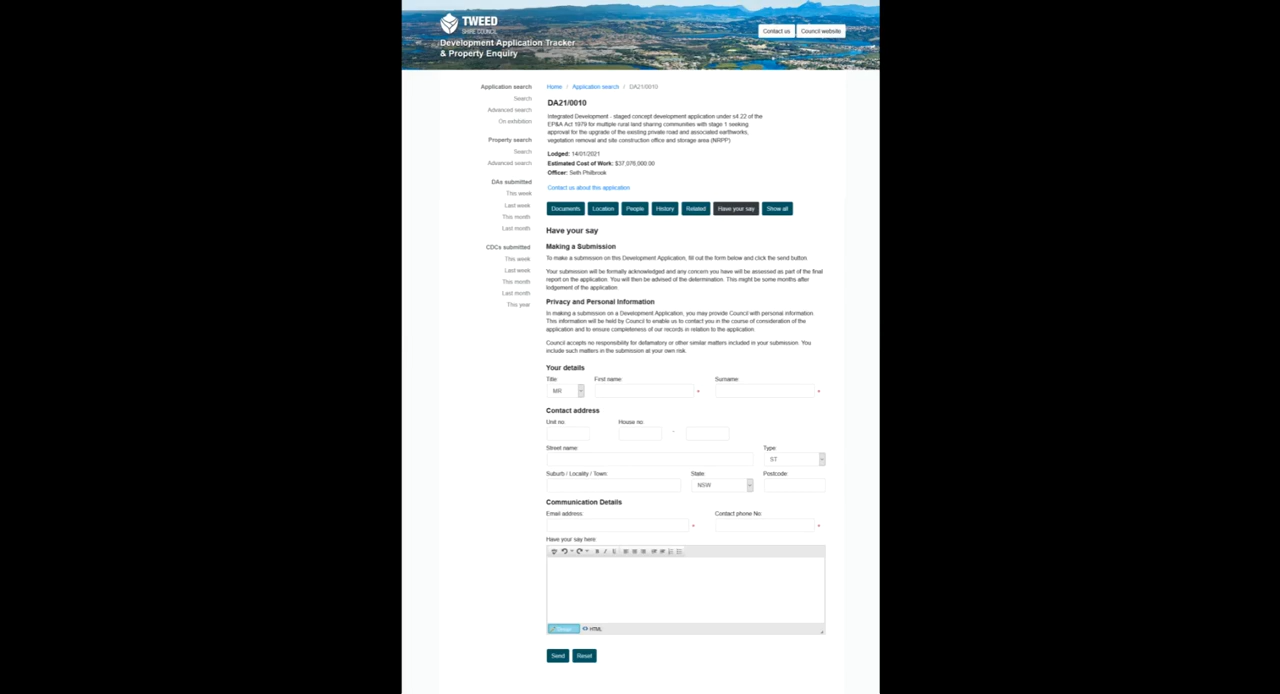 TWEED
SHIRE COUNCIL
Development Application Tracker
& Property Enquiry
Contact us
Council website
Application search
Search
Advanced search
On exhibition
Property search
Search
Advanced search
DAs submitted
This week
Last week
This month
Last month
CDCs submitted
This week
Last week
This month
Last month
This year
Home / Application search / DA21/0010
DA21/0010
Integrated Development - staged concept development application under s4.22 of the
EP&A Act 1979 for multiple rural land sharing communities with stage 1 seeking
approval for the upgrade of the existing private road and associated earthworks,
vegetation removal and site construction office and storage area (NRPP)
Lodged: 14/01/2021
Estimated Cost of Work: $37,076,000.00
Officer: Seth Philbrook
Contact us about this application
Documents Location People History Related Have your say Show all
Have your say
Making a Submission
To make a submission on this Development Application, fill out the form below and click the send button.
Your submission will be formally acknowledged and any concern you have will be assessed as part of the final
report on the application. You will then be advised of the determination. This might be some months after
lodgement of the application.
Privacy and Personal Information
In making a submission on a Development Application, you may provide Council with personal information.
This information will be held by Council to enable us to contact you in the course of consideration of the
application and to ensure completeness of our records in relation to the application.
Council accepts no responsibility for defamatory or other similar matters included in your submission. You
include such matters in the submission at your own risk.
Your details
Title: First name: Surname:
MR * *
Contact address
Unit no: House no:
-
Street name: Type:
ST
Suburb / Locality / Town: State: Postcode:
NSW
Communication Details
Email address: Contact phone No:
* *
Have your say here:
B I U
Design <> HTML
Send Reset